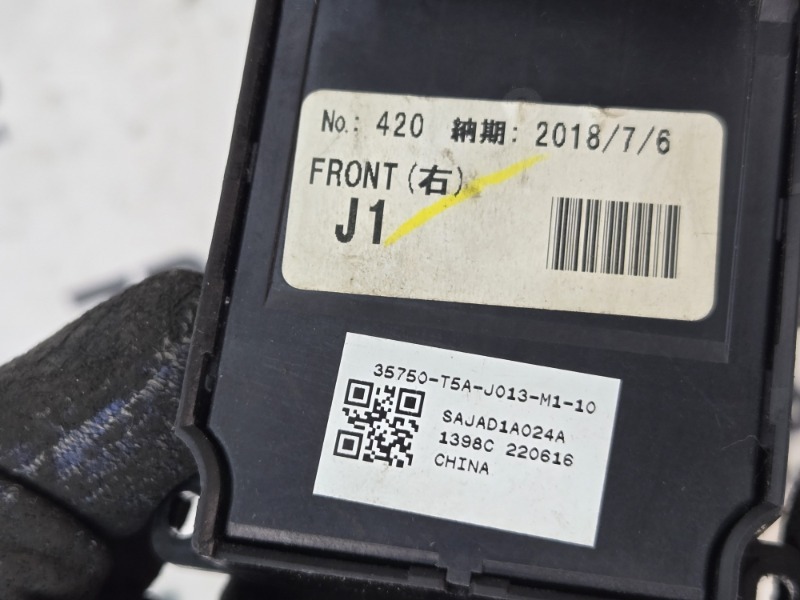 No.: 420 納期: 2018/7/6
FRONT(右)
J1
35750-T5A-J013-M1-10
SAJAD1A024A
1398C 220616
CHINA